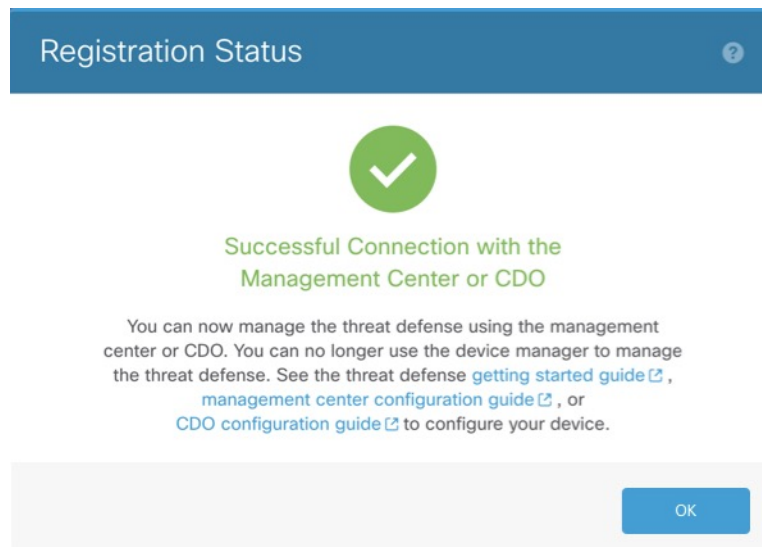 Registration Status
?
Successful Connection with the
Management Center or CDO
You can now manage the threat defense using the management
center or CDO. You can no longer use the device manager to manage
the threat defense. See the threat defense getting started guide ,
management center configuration guide , or
CDO configuration guide to configure your device.
OK